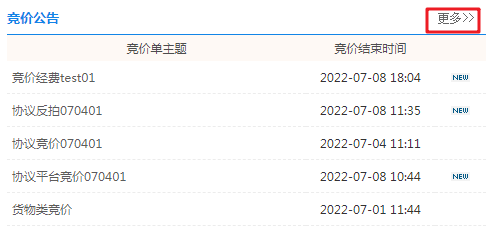 竞价公告 更多>>
竞价单主题 竞价结束时间
竞价经费test01 2022-07-08 18:04 NEW
协议反拍070401 2022-07-08 11:35 NEW
协议竞价070401 2022-07-04 11:11
协议平台竞价070401 2022-07-08 10:44 NEW
货物类竞价 2022-07-01 11:44